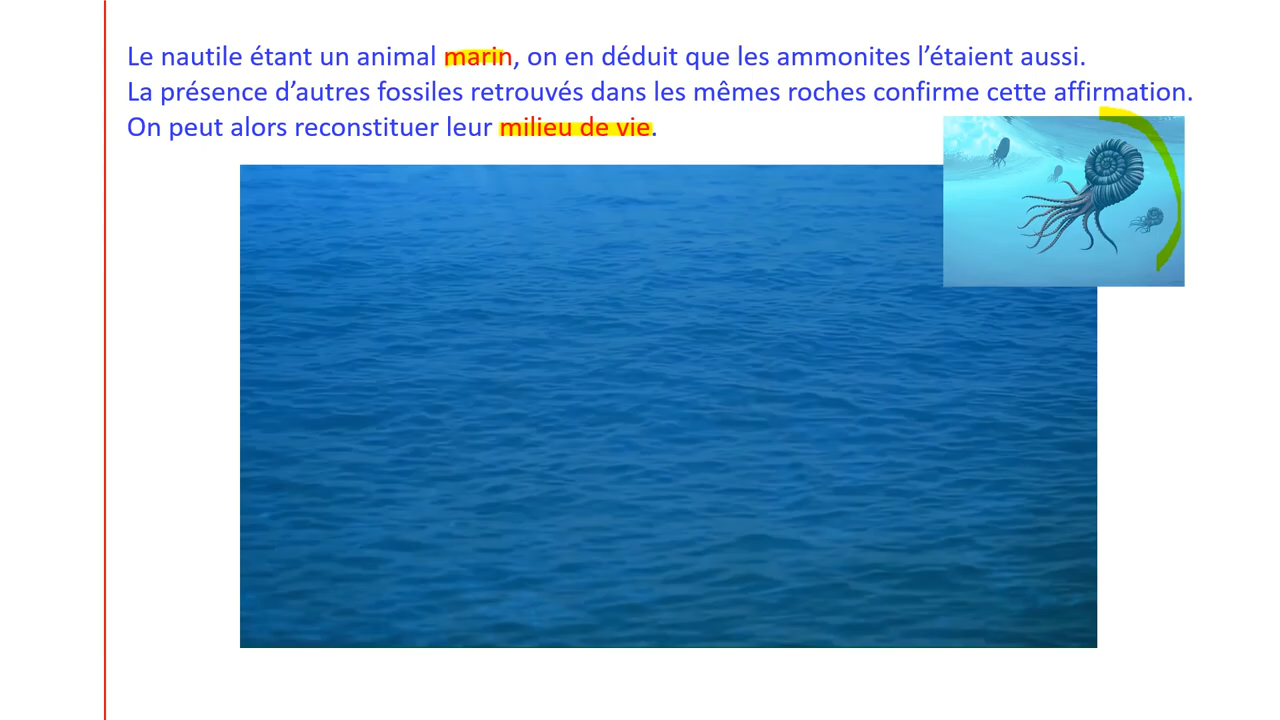 Le nautile étant un animal marin, on en déduit que les ammonites l’étaient aussi.
La présence d’autres fossiles retrouvés dans les mêmes roches confirme cette affirmation.
On peut alors reconstituer leur milieu de vie.